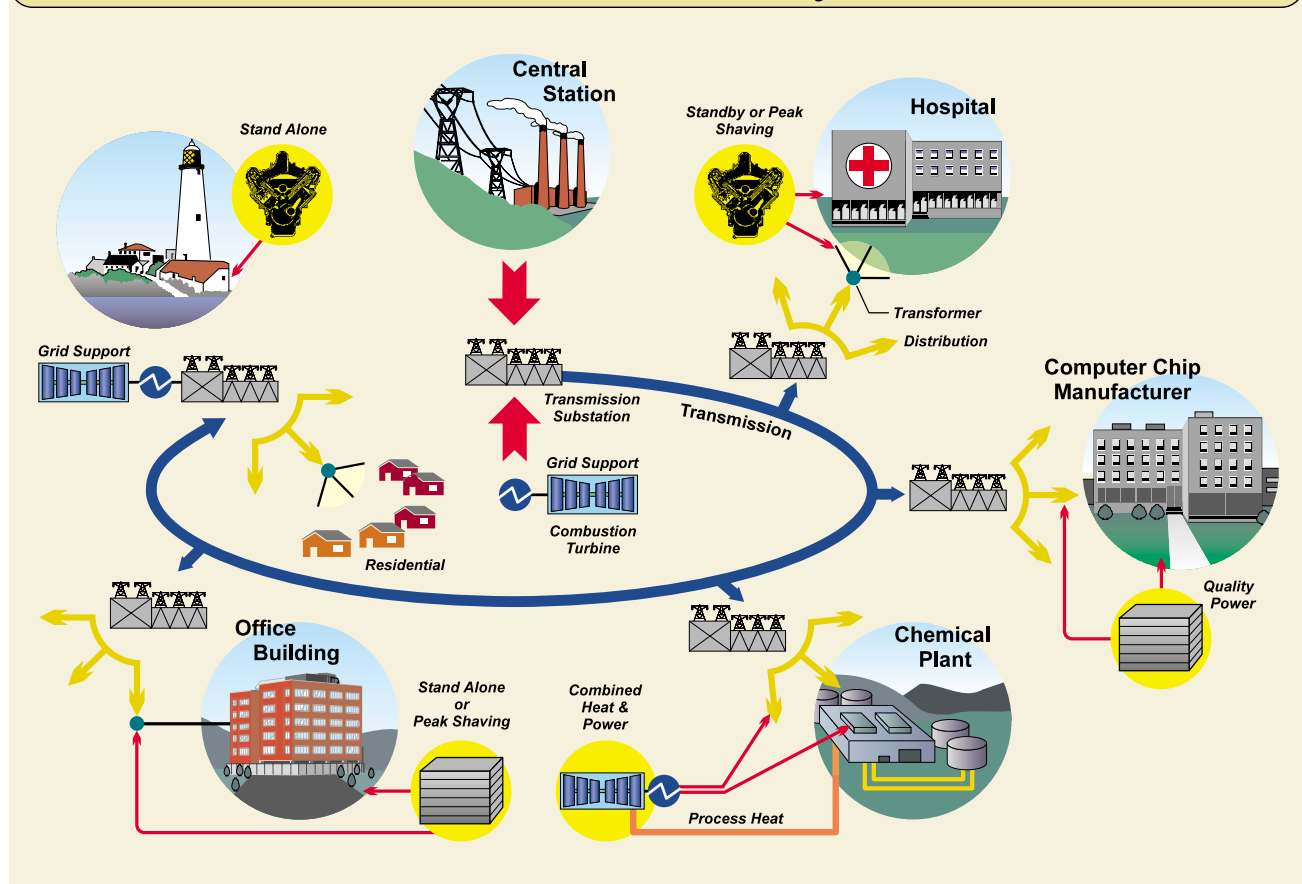 Central
Station
Hospital
Standby or Peak
Shaving
Stand Alone
Transformer
Distribution
Grid Support
Computer Chip
Manufacturer
Transmission
Substation
Transmission
Grid Support
Combustion
Turbine
Residential
Quality
Power
Office
Building
Stand Alone
or
Peak Shaving
Combined
Heat &
Power
Chemical
Plant
Process Heat